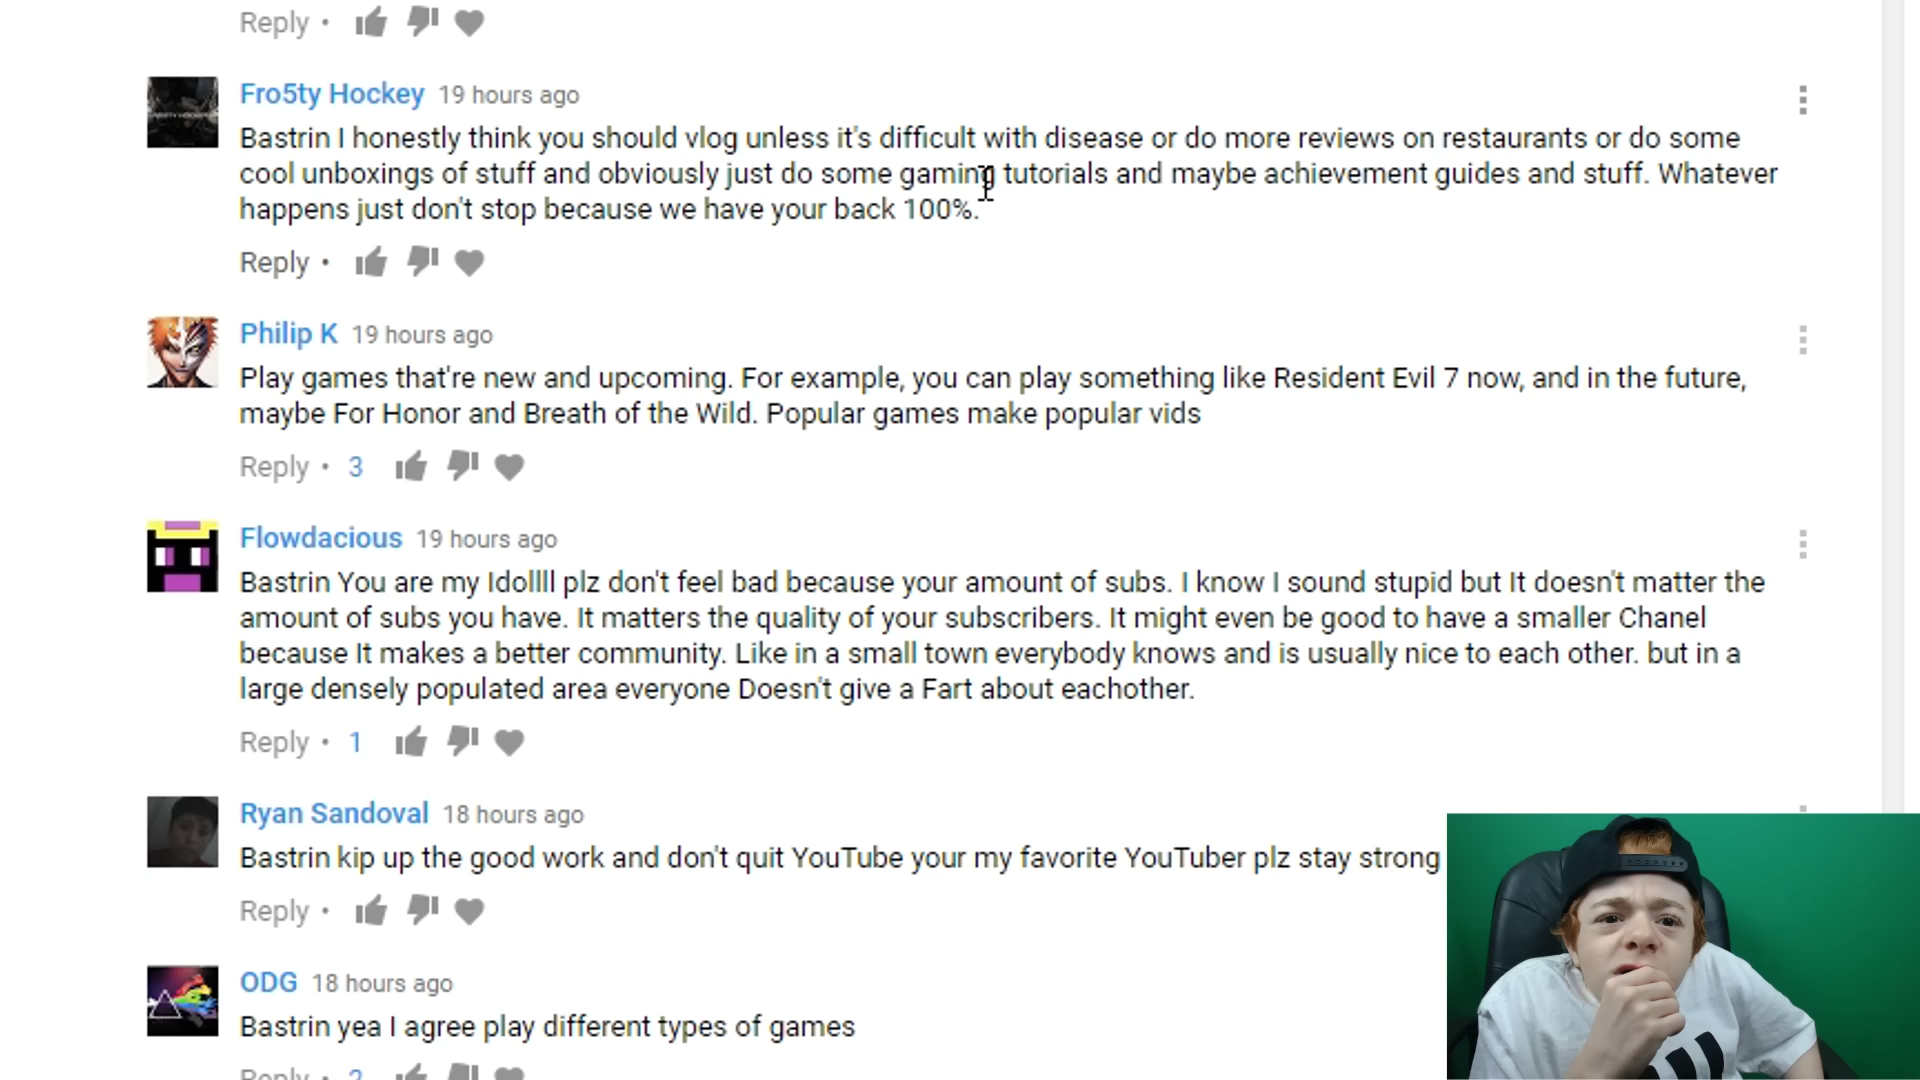 Reply •
Fro5ty Hockey 19 hours ago
Bastrin I honestly think you should vlog unless it's difficult with disease or do more reviews on restaurants or do some
cool unboxings of stuff and obviously just do some gaming tutorials and maybe achievement guides and stuff. Whatever
happens just don't stop because we have your back 100%.
Reply •
Philip K 19 hours ago
Play games that're new and upcoming. For example, you can play something like Resident Evil 7 now, and in the future,
maybe For Honor and Breath of the Wild. Popular games make popular vids
Reply • 3
Flowdacious 19 hours ago
Bastrin You are my Idollll plz don't feel bad because your amount of subs. I know I sound stupid but It doesn't matter the
amount of subs you have. It matters the quality of your subscribers. It might even be good to have a smaller Chanel
because It makes a better community. Like in a small town everybody knows and is usually nice to each other. but in a
large densely populated area everyone Doesn't give a Fart about eachother.
Reply • 1
Ryan Sandoval 18 hours ago
Bastrin kip up the good work and don't quit YouTube your my favorite YouTuber plz stay strong
Reply •
ODG 18 hours ago
Bastrin yea I agree play different types of games
Reply • 2